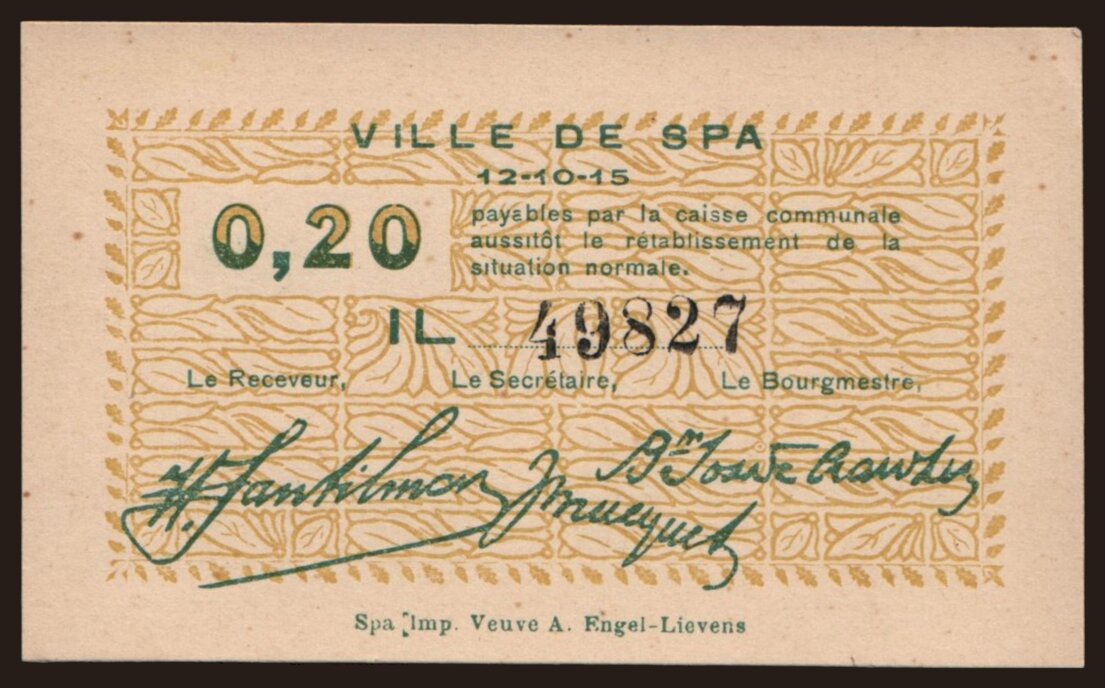 VILLE DE SPA
12-10-15
0,20
payables par la caisse communale
aussitôt le rétablissement de la
situation normale.
IL 49827
Le Receveur, Le Secrétaire, Le Bourgmestre,
Spa Imp. Veuve A. Engel-Lievens